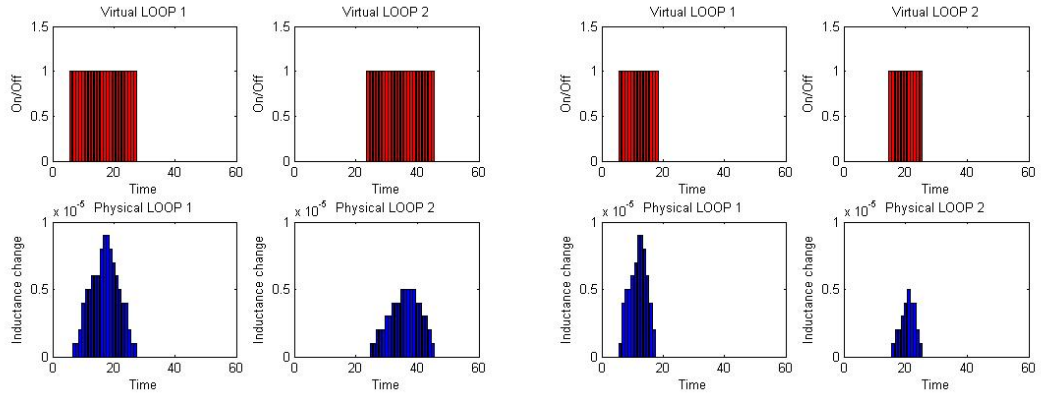 Virtual LOOP 1
1.5
1
0.5
0
On/Off
0 20 40 60
Time
Virtual LOOP 2
1.5
1
0.5
0
On/Off
0 20 40 60
Time
Virtual LOOP 1
1.5
1
0.5
0
On/Off
0 20 40 60
Time
Virtual LOOP 2
1.5
1
0.5
0
On/Off
0 20 40 60
Time
x 10^-5 Physical LOOP 1
1
0.5
0
Inductance change
0 20 40 60
Time
x 10^-5 Physical LOOP 2
1
0.5
0
Inductance change
0 20 40 60
Time
x 10^-5 Physical LOOP 1
1
0.5
0
Inductance change
0 20 40 60
Time
x 10^-5 Physical LOOP 2
1
0.5
0
Inductance change
0 20 40 60
Time